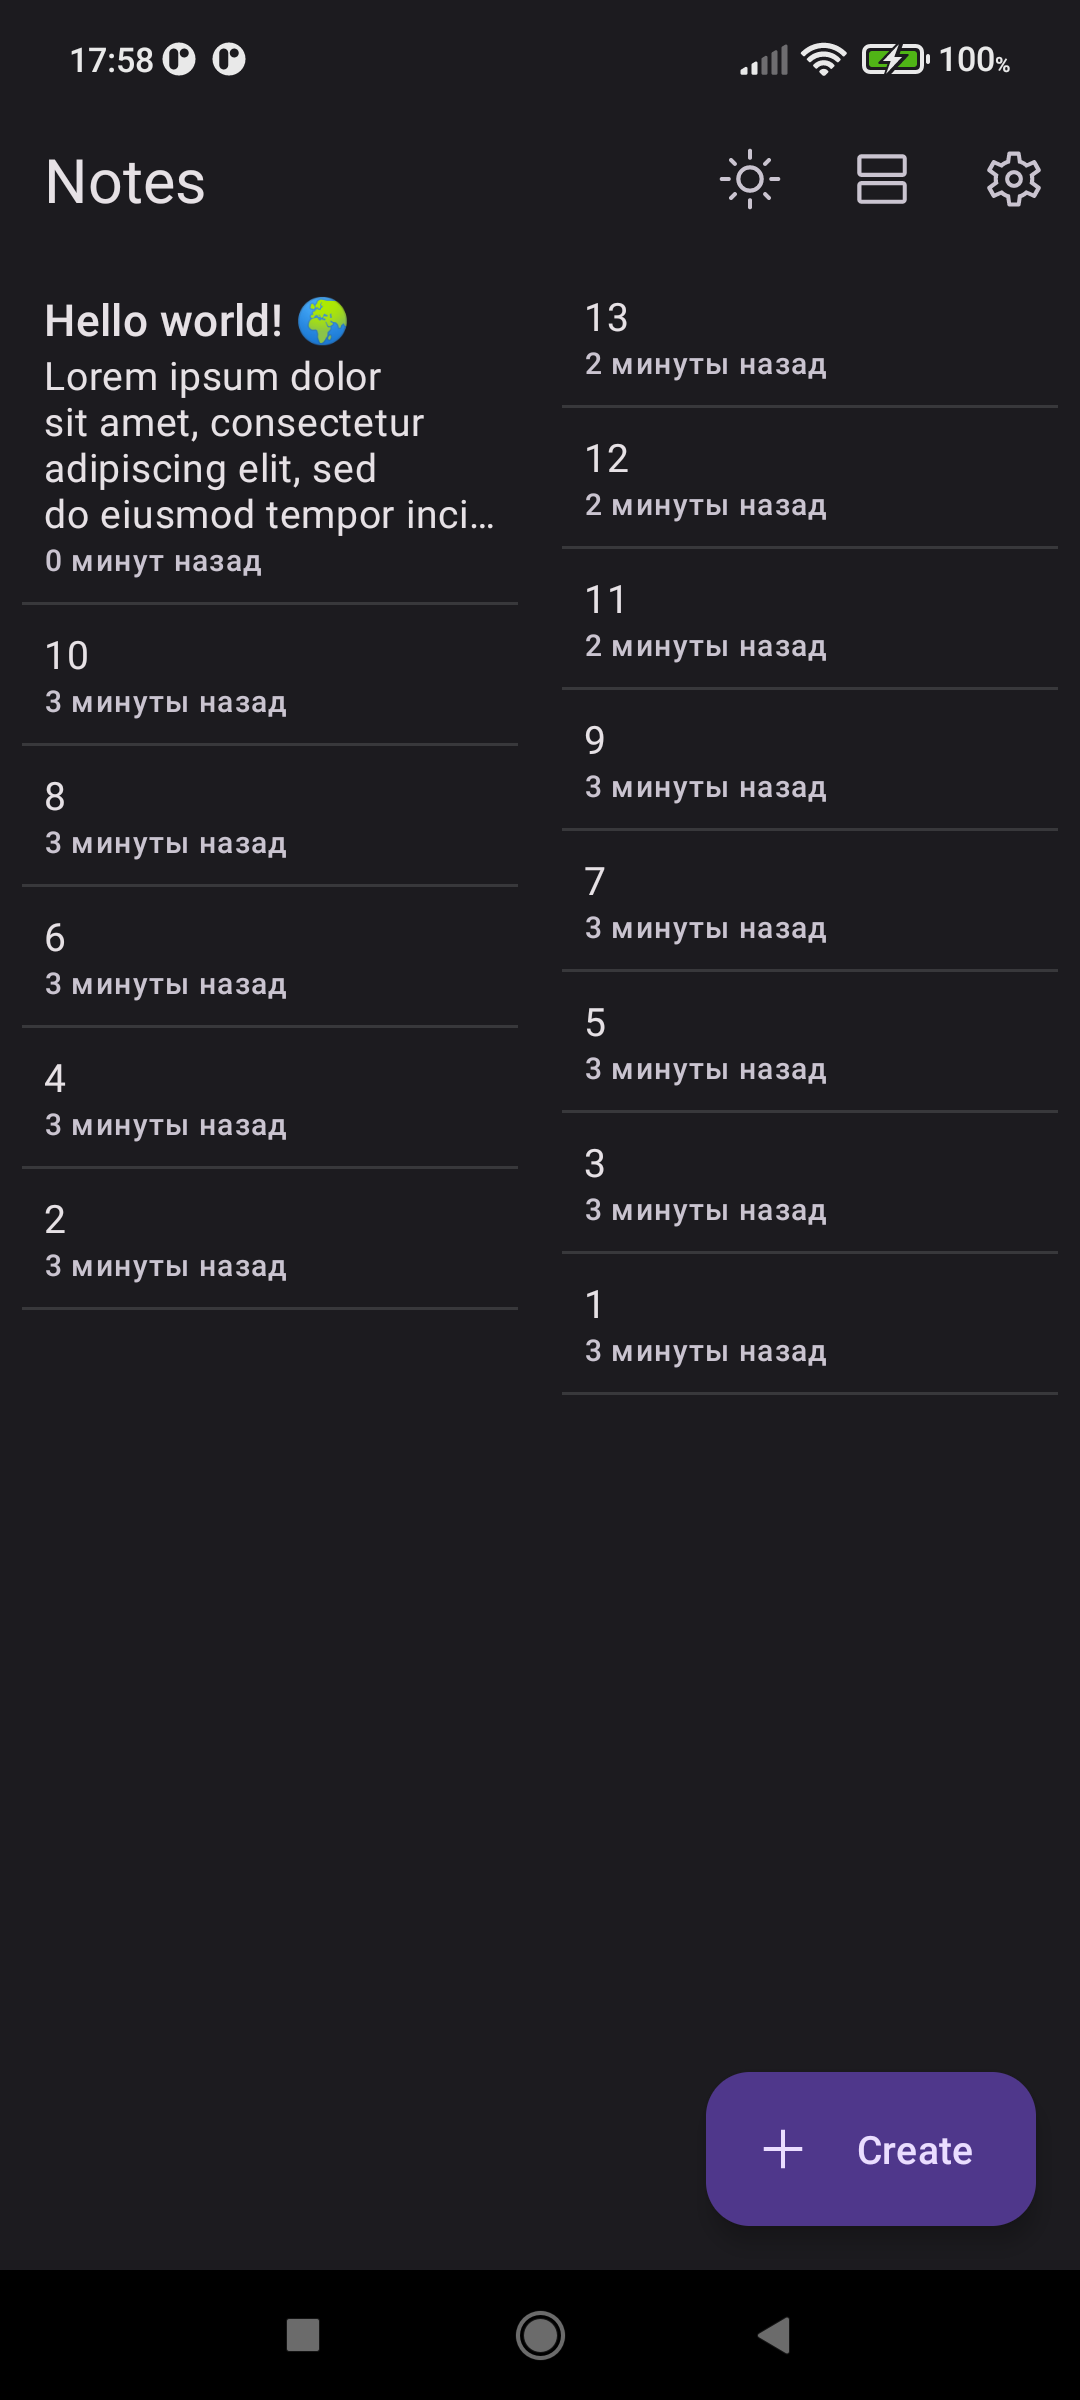 17:58 100%
Notes
Hello world! 🌍
Lorem ipsum dolor
sit amet, consectetur
adipiscing elit, sed
do eiusmod tempor inci…
0 минут назад
10
3 минуты назад
8
3 минуты назад
6
3 минуты назад
4
3 минуты назад
2
3 минуты назад
13
2 минуты назад
12
2 минуты назад
11
2 минуты назад
9
3 минуты назад
7
3 минуты назад
5
3 минуты назад
3
3 минуты назад
1
3 минуты назад
Create